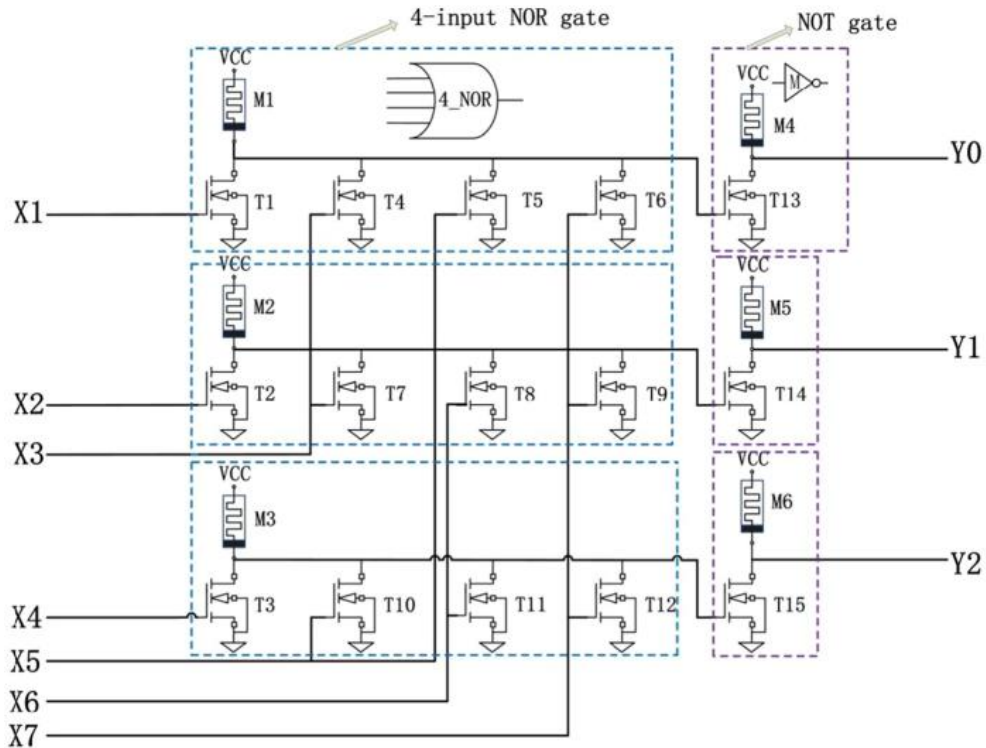 4-input NOR gate
NOT gate
VCC
M1
4_NOR
VCC
M
M4
Y0
X1
T1
T4
T5
T6
T13
VCC
M2
VCC
M5
Y1
X2
T2
T7
T8
T9
T14
X3
VCC
M3
VCC
M6
Y2
X4
T3
T10
T11
T12
T15
X5
X6
X7